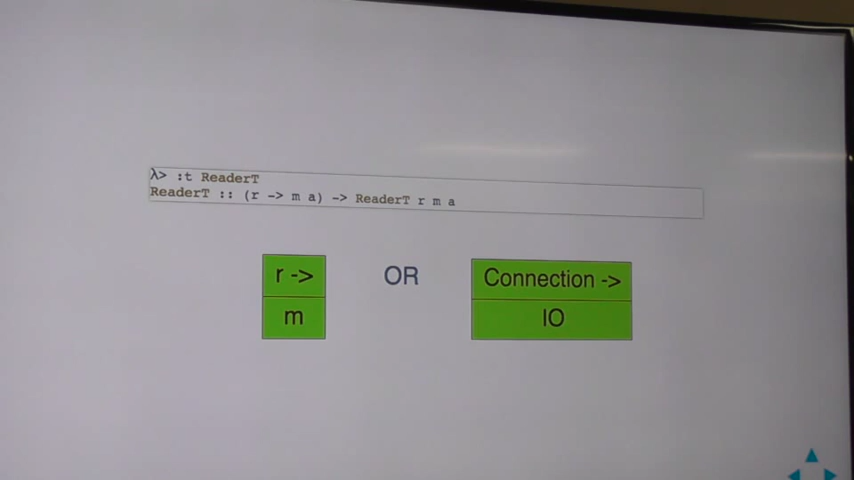 λ> :t ReaderT
ReaderT :: (r -> m a) -> ReaderT r m a
r ->
m
OR
Connection ->
IO